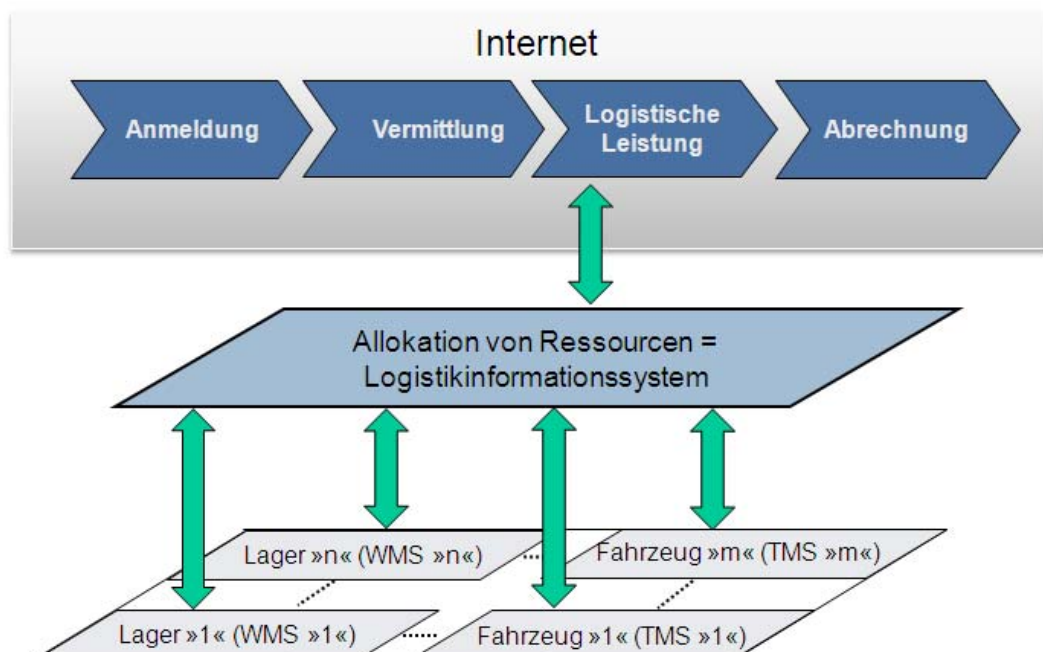 Internet
Anmeldung
Vermittlung
Logistische
Leistung
Abrechnung
Allokation von Ressourcen =
Logistikinformationssystem
Lager »n« (WMS »n«)
Fahrzeug »m« (TMS »m«)
Lager »1« (WMS »1«)
Fahrzeug »1« (TMS »1«)